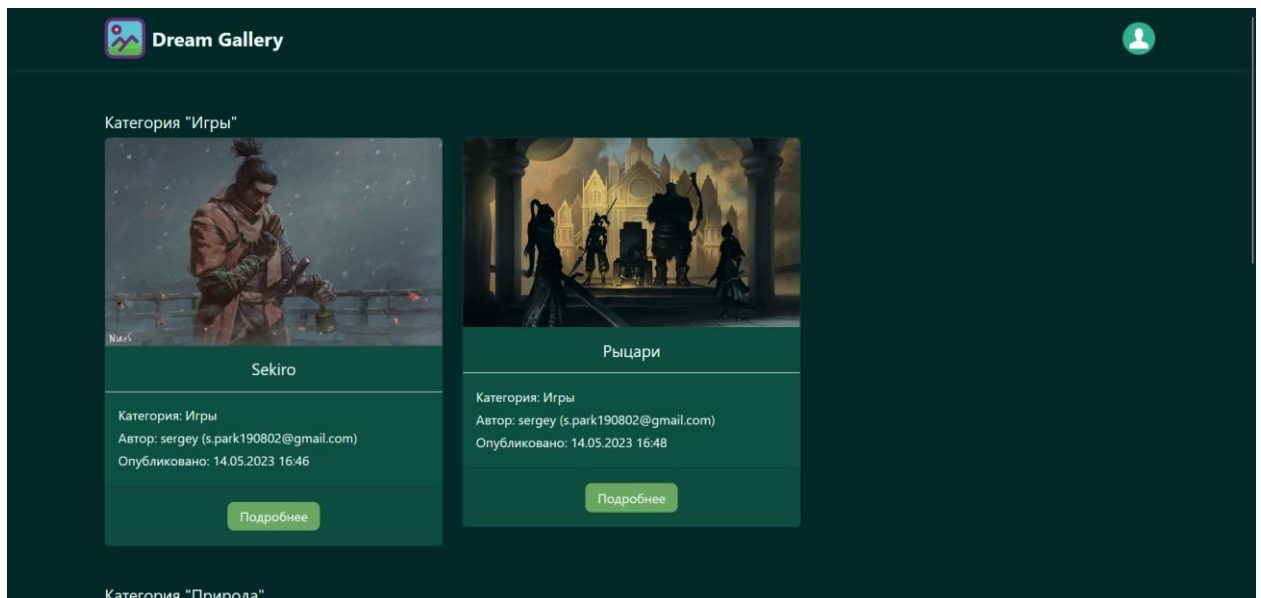 Dream Gallery
Категория "Игры"
Nares
Sekiro
Категория: Игры
Автор: sergey (s.park190802@gmail.com)
Опубликовано: 14.05.2023 16:46
Подробнее
Рыцари
Категория: Игры
Автор: sergey (s.park190802@gmail.com)
Опубликовано: 14.05.2023 16:48
Подробнее
Категория "Природа"